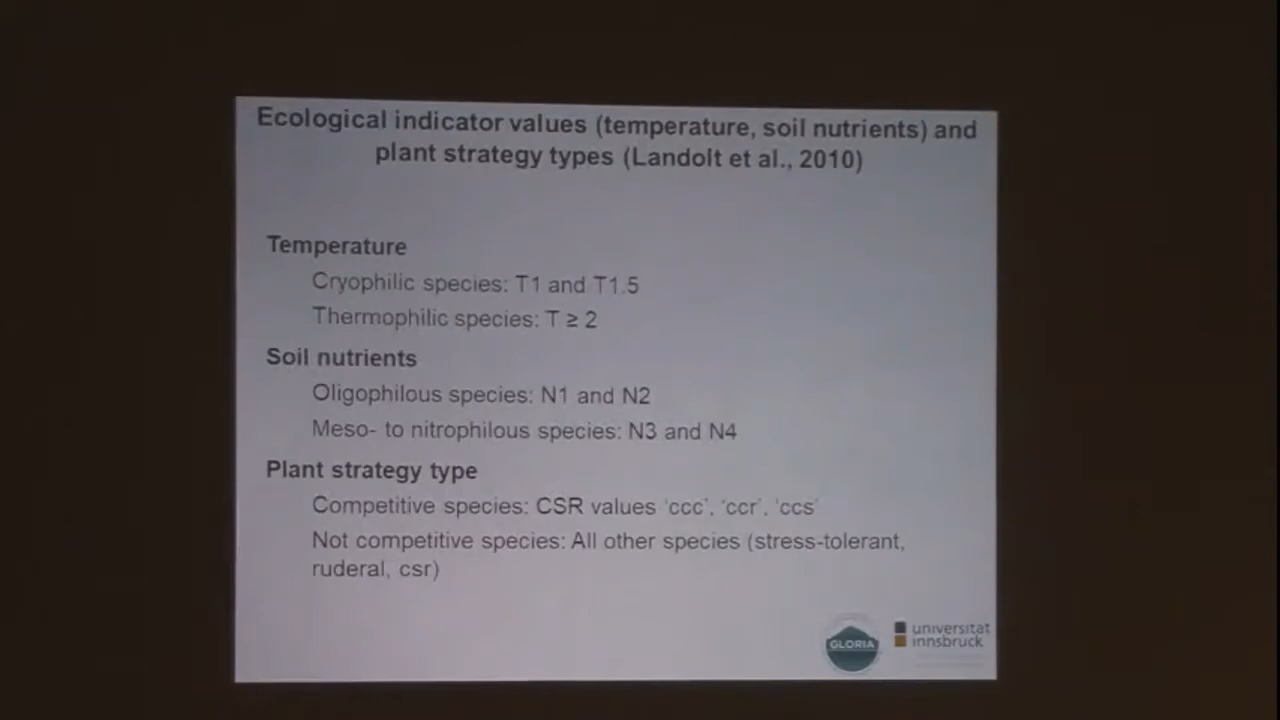 Ecological indicator values (temperature, soil nutrients) and
plant strategy types (Landolt et al., 2010)
Temperature
Cryophilic species: T1 and T1.5
Thermophilic species: T ≥ 2
Soil nutrients
Oligophilous species: N1 and N2
Meso- to nitrophilous species: N3 and N4
Plant strategy type
Competitive species: CSR values ‘ccc’, ‘ccr’, ‘ccs’
Not competitive species: All other species (stress-tolerant,
ruderal, csr)
GLORIA
universität
innsbruck